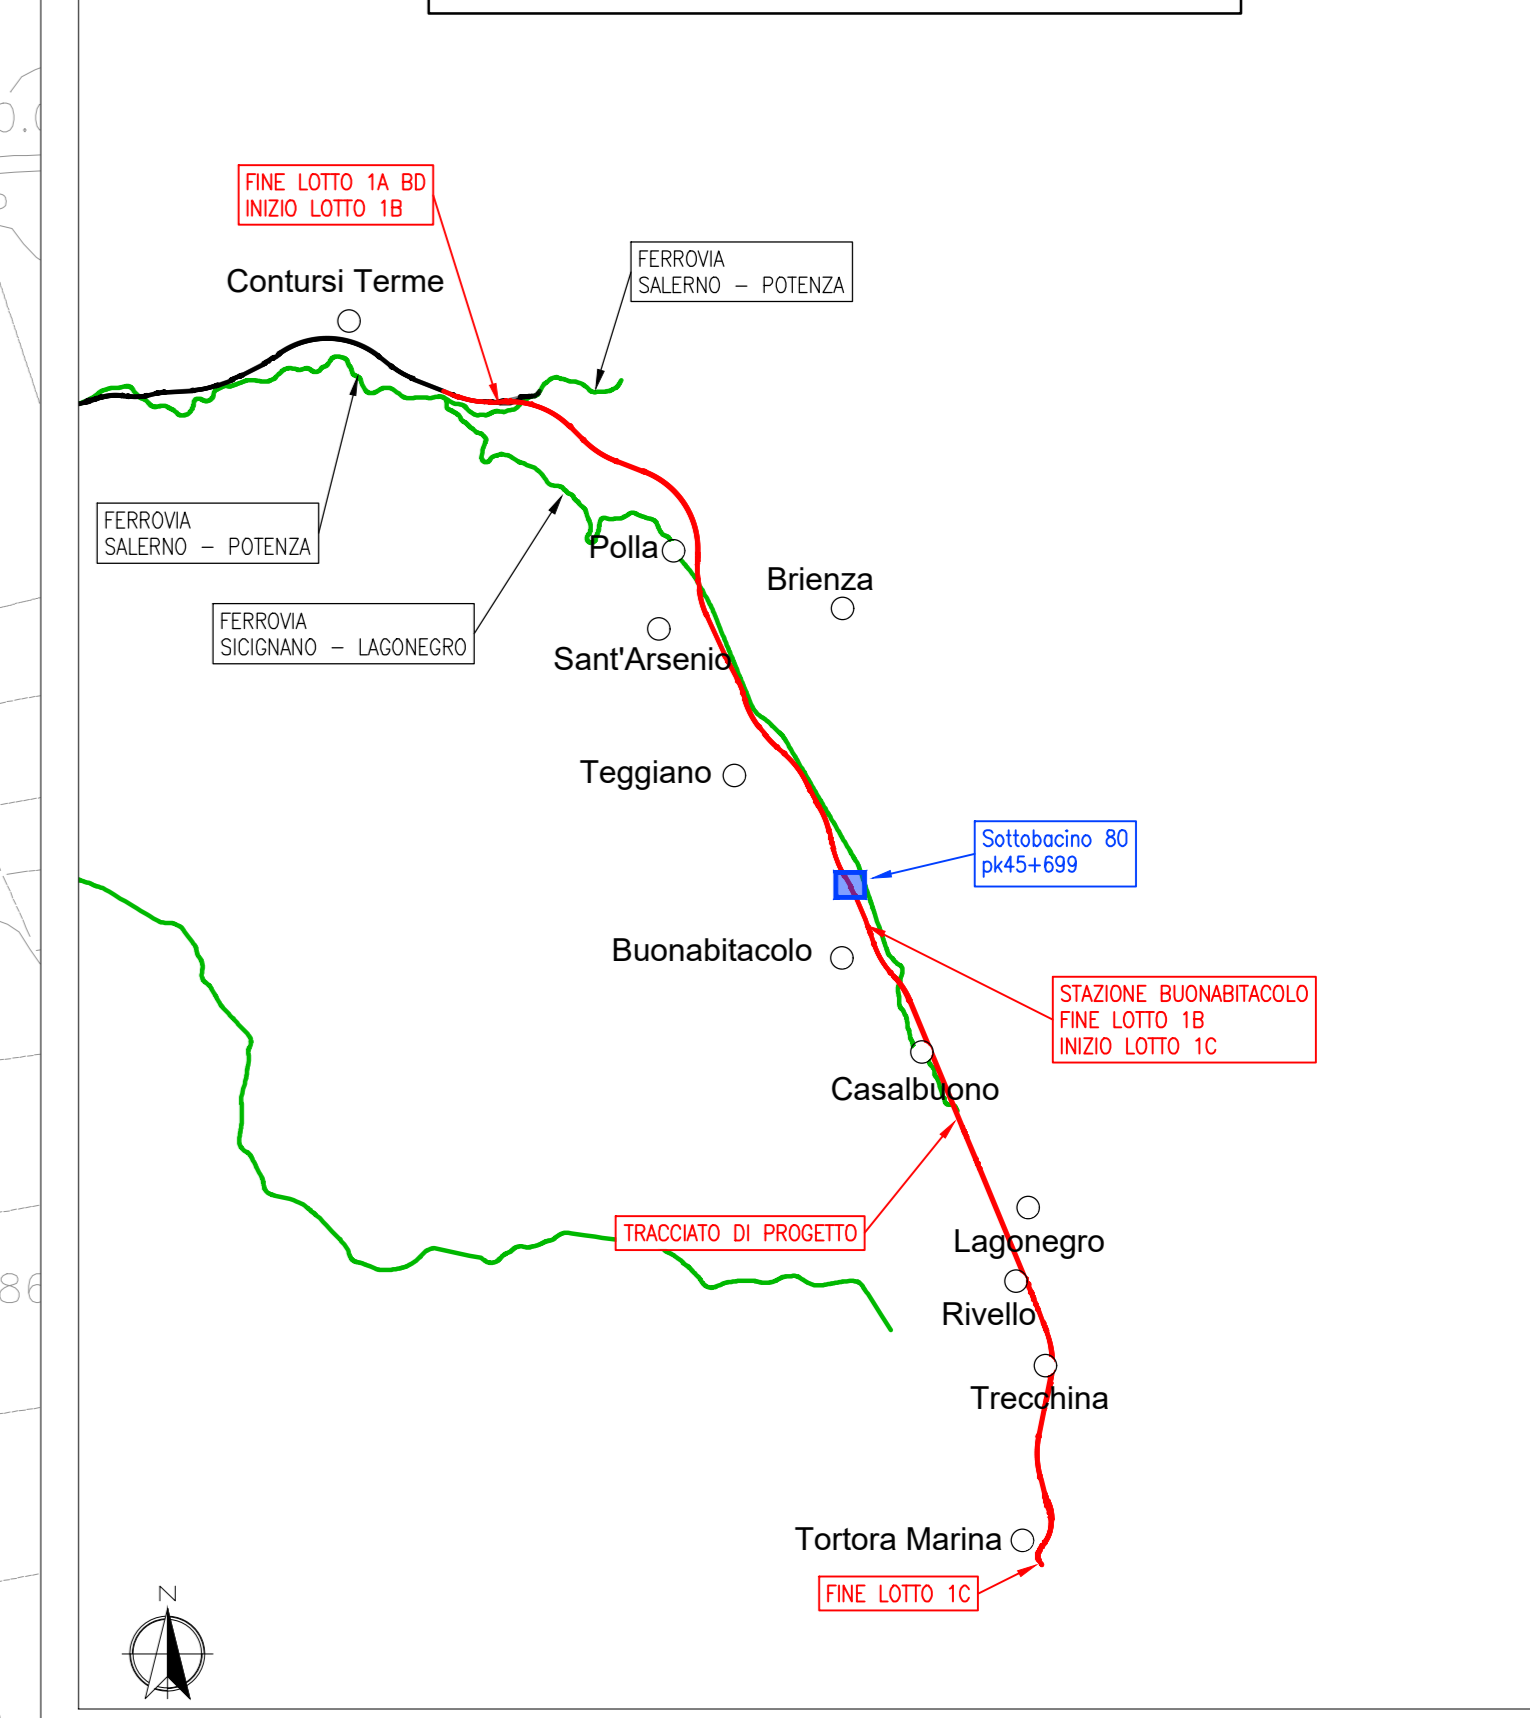 FINE LOTTO 1A BD
INIZIO LOTTO 1B
FERROVIA
SALERNO – POTENZA
Contursi Terme
FERROVIA
SALERNO – POTENZA
Polla
Brienza
FERROVIA
SICIGNANO – LAGONEGRO
Sant'Arsenio
Teggiano
Sottobacino 80
pk45+699
Buonabitacolo
STAZIONE BUONABITACOLO
FINE LOTTO 1B
INIZIO LOTTO 1C
Casalbuono
TRACCIATO DI PROGETTO
Lagonegro
86
Rivello
Trecchina
Tortora Marina
FINE LOTTO 1C
N